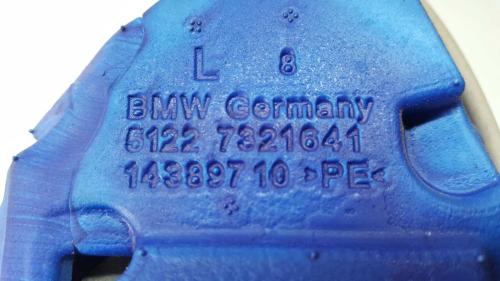 L 8
BMW Germany
5122 7321641
14389710 >PE<